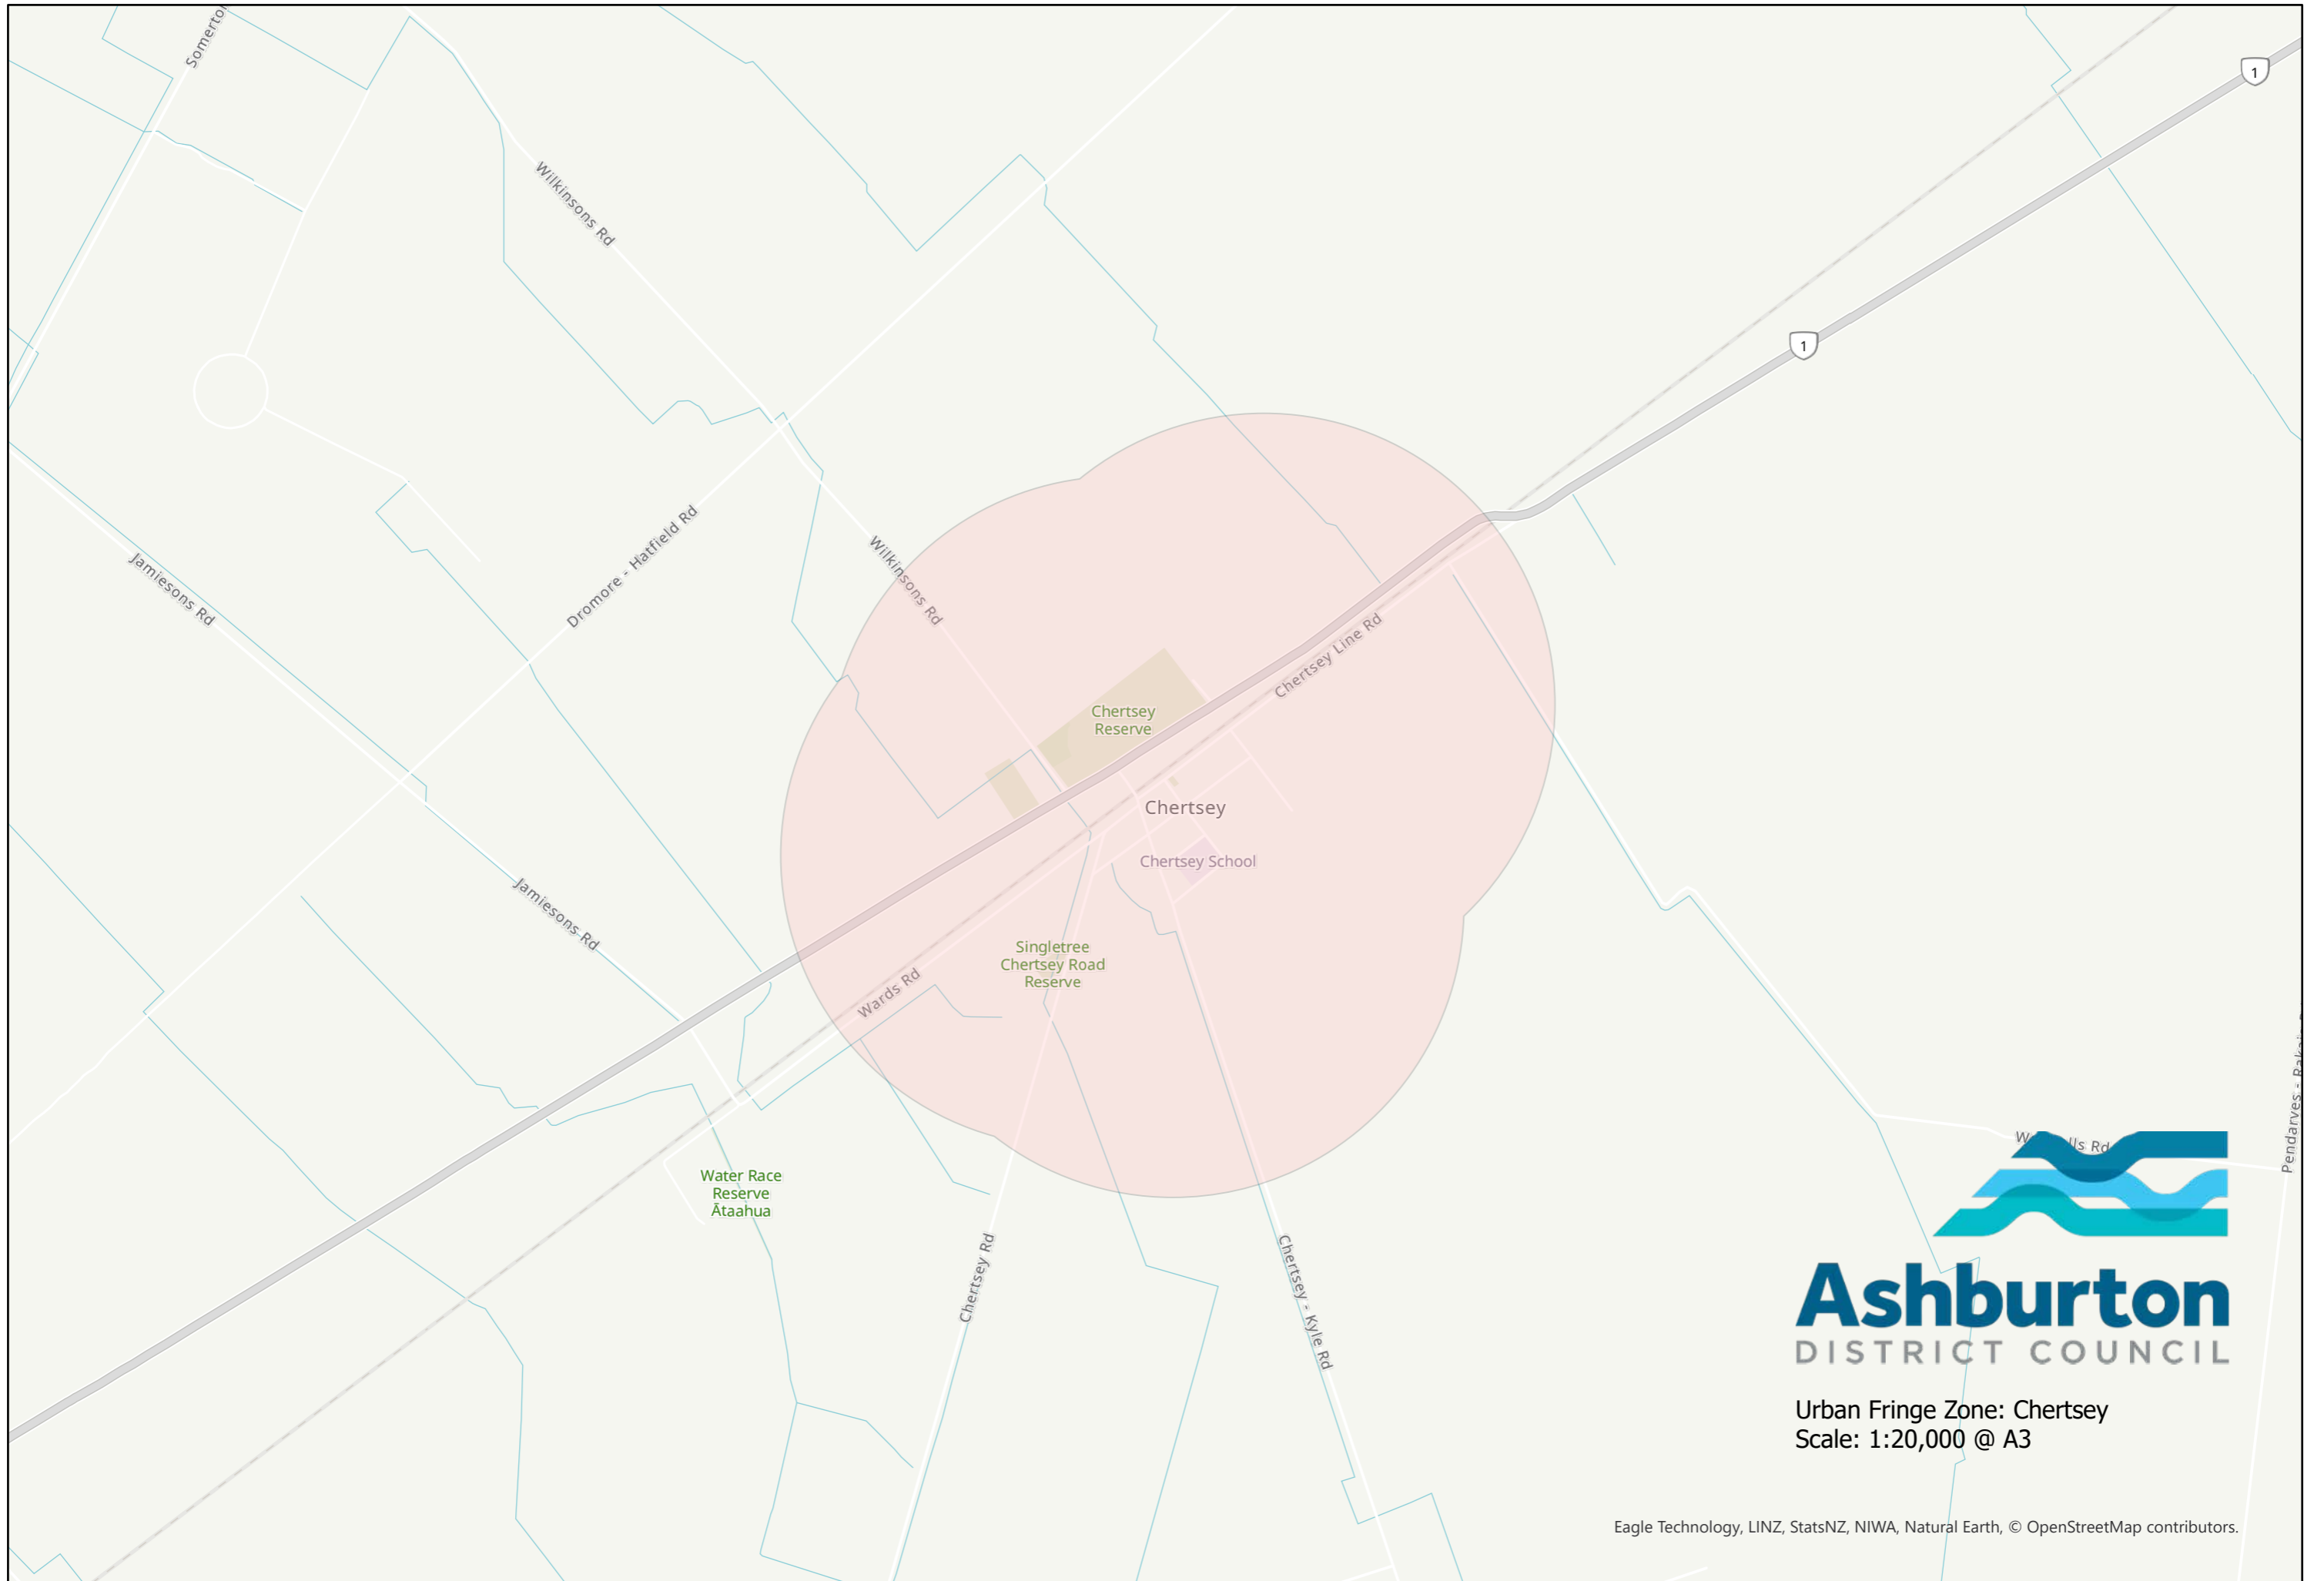 Somerton
1
Wilkinsons Rd
1
Dromore - Hatfield Rd
Wilkinsons Rd
Jamiesons Rd
Chertsey Line Rd
Chertsey
Reserve
Chertsey
Chertsey School
Jamiesons Rd
Singletree
Chertsey Road
Reserve
Wards Rd
Pendarves - Rakaia
Water Race
Reserve
Ātaahua
Chertsey Rd
Chertsey - Kyle Rd
Ashburton
DISTRICT COUNCIL
Urban Fringe Zone: Chertsey
Scale: 1:20,000 @ A3
Eagle Technology, LINZ, StatsNZ, NIWA, Natural Earth, © OpenStreetMap contributors.